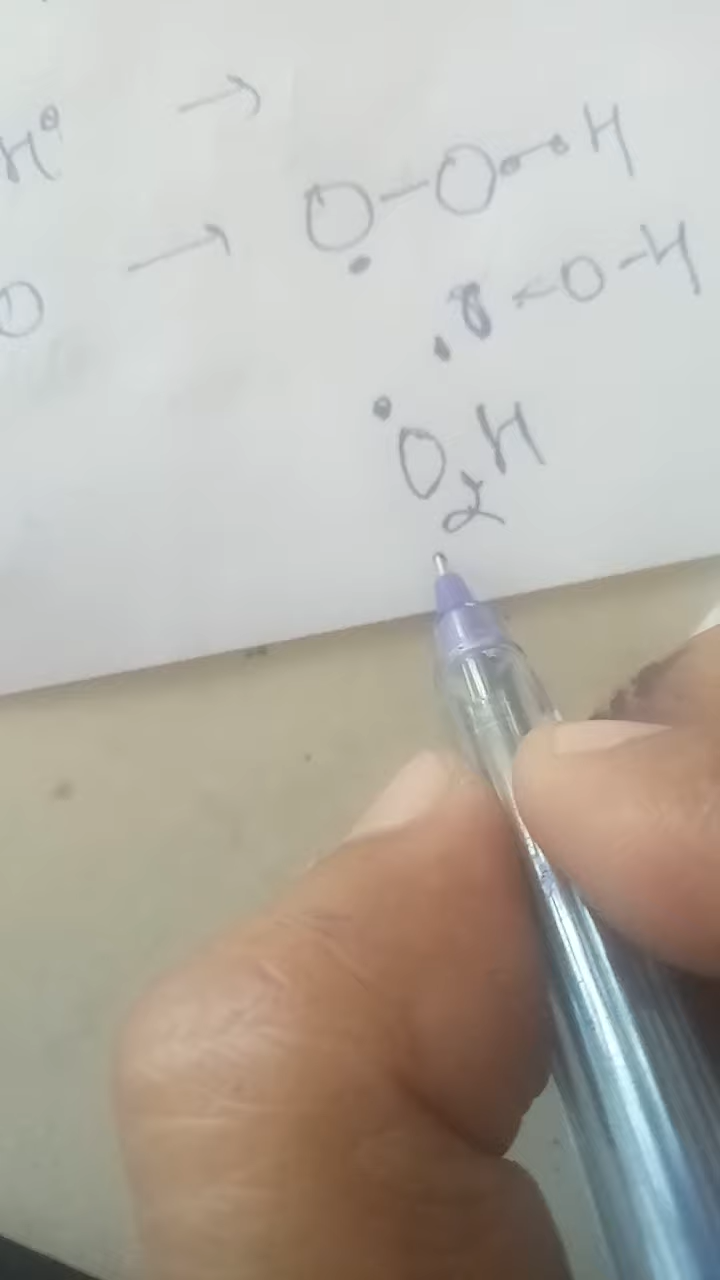 H• →
O → O–O•–•H
•O–O–H
•O₂H